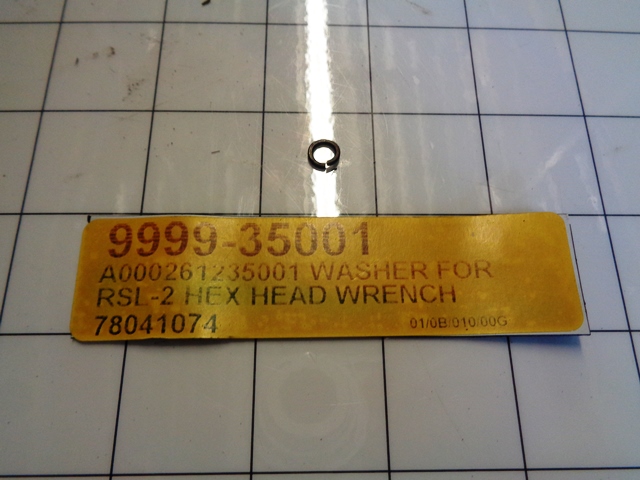 9999-35001
A000261235001 WASHER FOR
RSL-2 HEX HEAD WRENCH
78041074 01/0B/010/00G